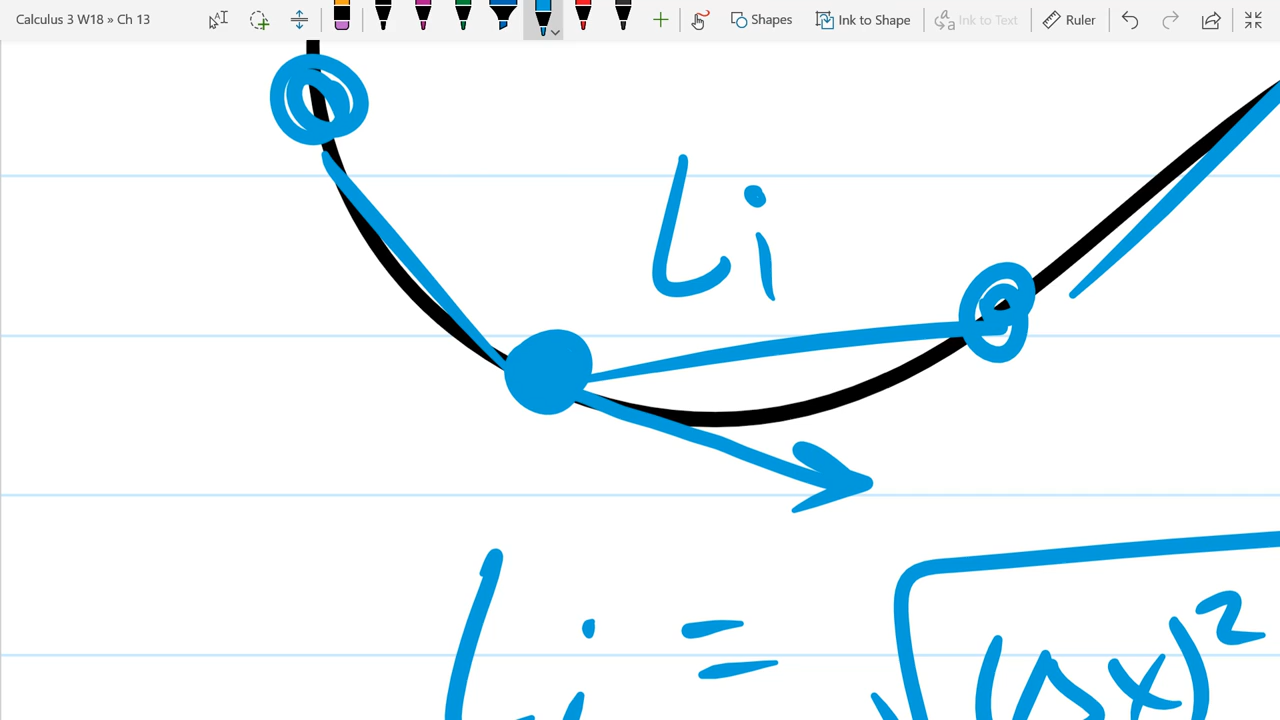 Calculus 3 W18 » Ch 13
Shapes
Ink to Shape
Ink to Text
Ruler
Li
Li = √(Δx)²